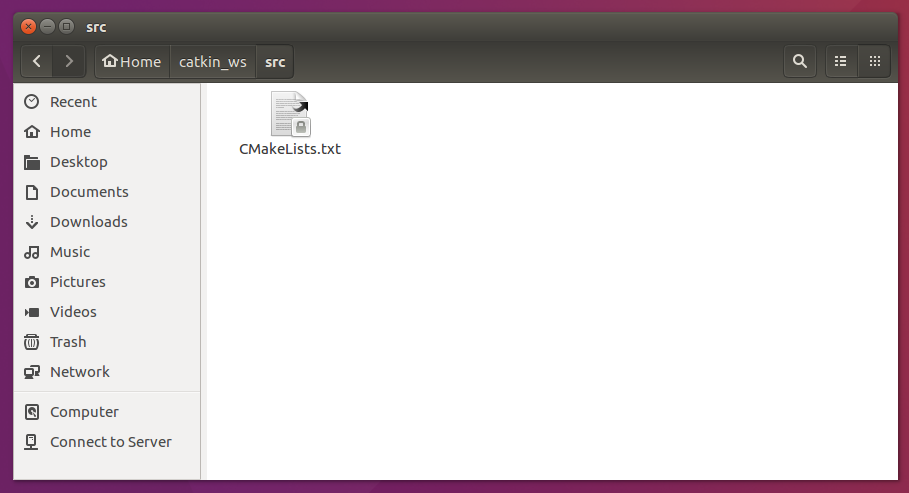 src
Home catkin_ws src
Recent
Home
Desktop
Documents
Downloads
Music
Pictures
Videos
Trash
Network
Computer
Connect to Server
CMakeLists.txt